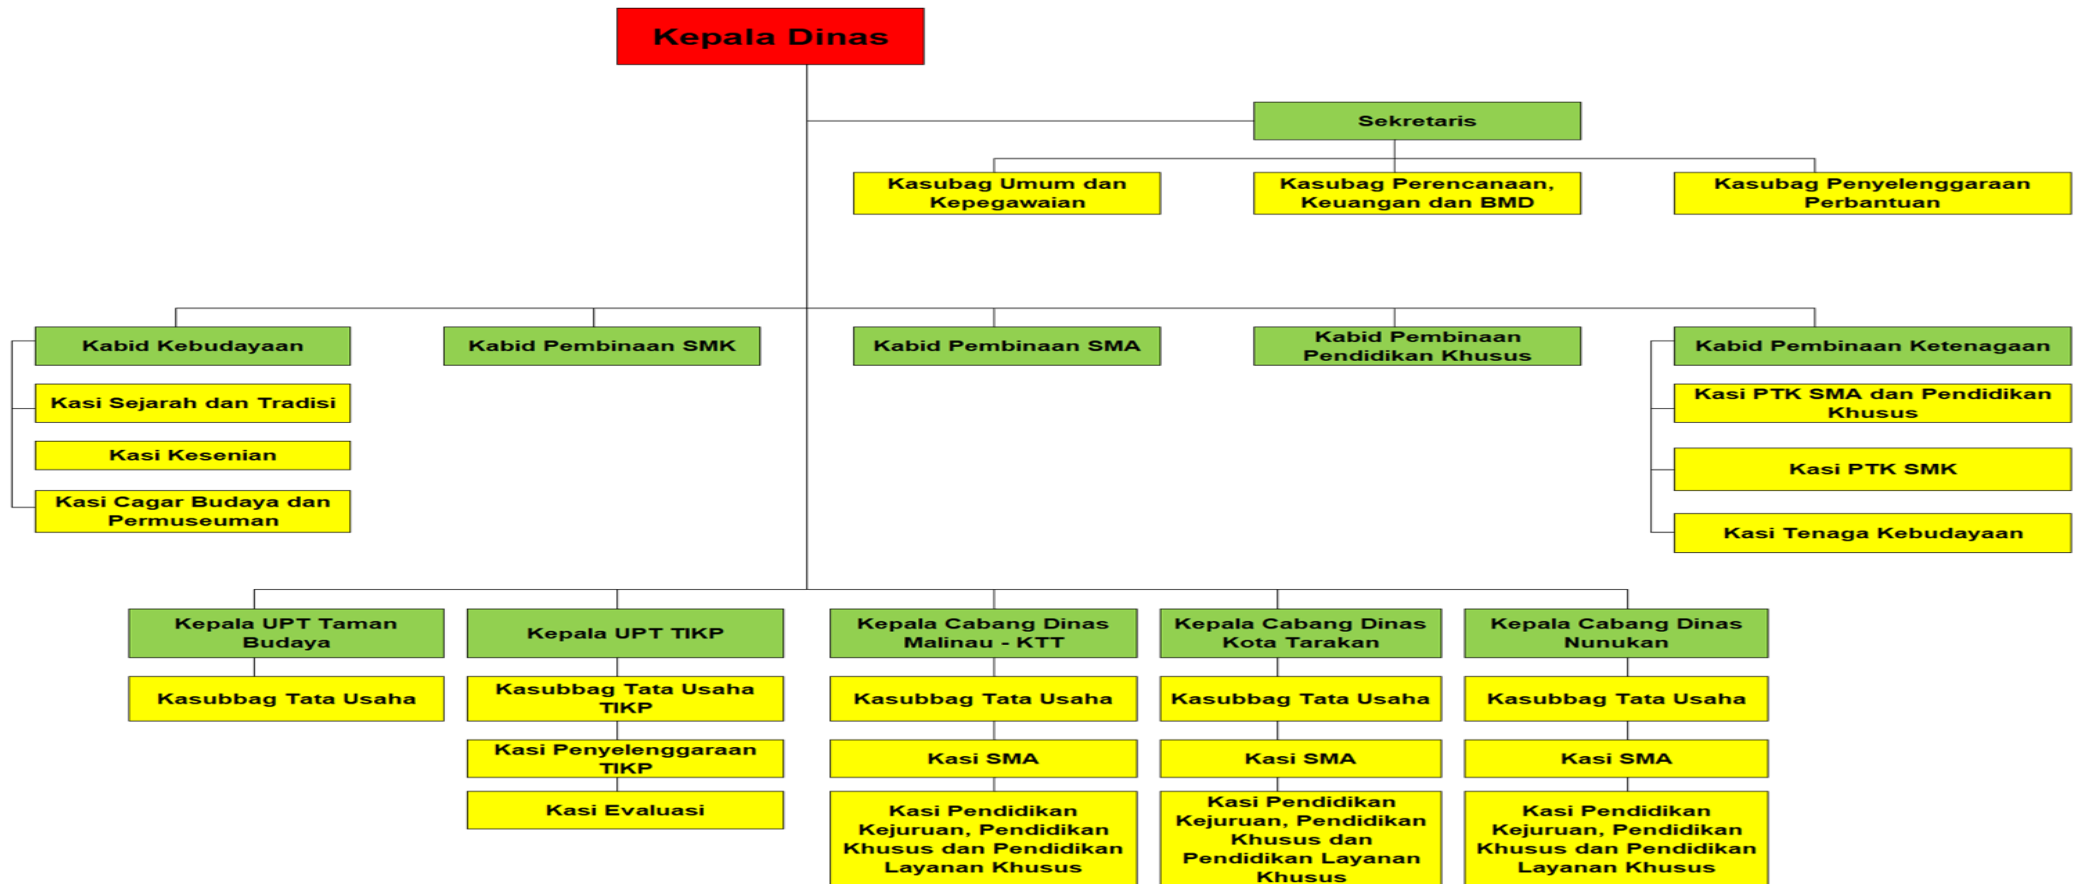 Kepala Dinas
Sekretaris
Kasubag Umum dan
Kepegawaian
Kasubag Perencanaan,
Keuangan dan BMD
Kasubag Penyelenggaraan
Perbantuan
Kabid Kebudayaan
Kabid Pembinaan SMK
Kabid Pembinaan SMA
Kabid Pembinaan
Pendidikan Khusus
Kabid Pembinaan Ketenagaan
Kasi Sejarah dan Tradisi
Kasi Kesenian
Kasi Cagar Budaya dan
Permuseuman
Kasi PTK SMA dan Pendidikan
Khusus
Kasi PTK SMK
Kasi Tenaga Kebudayaan
Kepala UPT Taman
Budaya
Kasubbag Tata Usaha
Kepala UPT TIKP
Kasubbag Tata Usaha
TIKP
Kasi Penyelenggaraan
TIKP
Kasi Evaluasi
Kepala Cabang Dinas
Malinau - KTT
Kasubbag Tata Usaha
Kasi SMA
Kasi Pendidikan
Kejuruan, Pendidikan
Khusus dan Pendidikan
Layanan Khusus
Kepala Cabang Dinas
Kota Tarakan
Kasubbag Tata Usaha
Kasi SMA
Kasi Pendidikan
Kejuruan, Pendidikan
Khusus dan
Pendidikan Layanan
Khusus
Kepala Cabang Dinas
Nunukan
Kasubbag Tata Usaha
Kasi SMA
Kasi Pendidikan
Kejuruan, Pendidikan
Khusus dan Pendidikan
Layanan Khusus